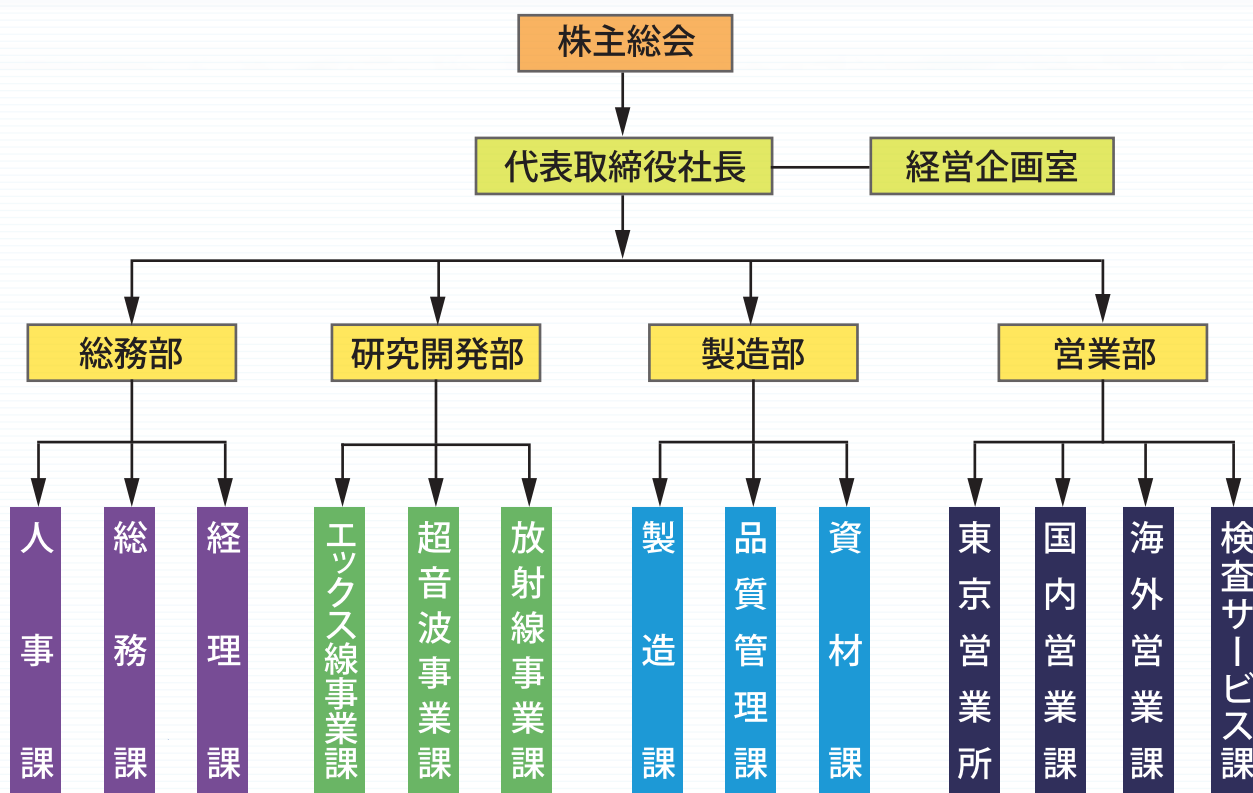 株主総会
代表取締役社長
経営企画室
総務部
研究開発部
製造部
営業部
人事課
総務課
経理課
エックス線事業課
超音波事業課
放射線事業課
製造課
品質管理課
資材課
東京営業所
国内営業課
海外営業課
検査サービス課